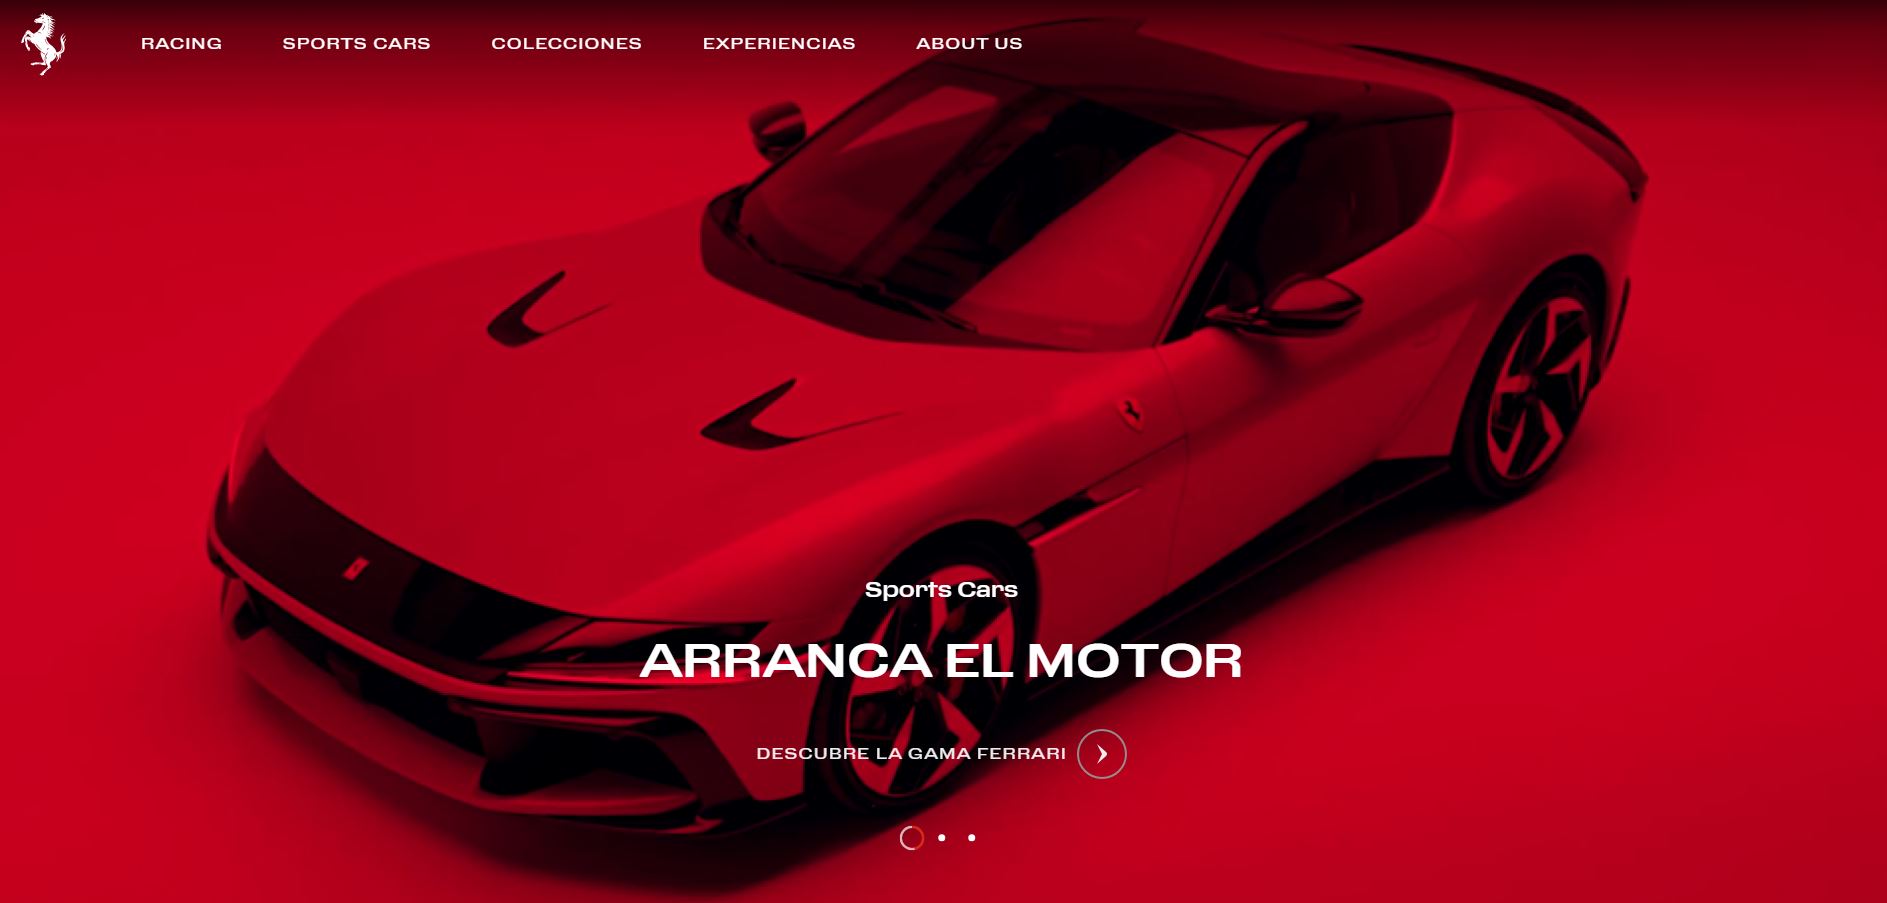 RACING
SPORTS CARS
COLECCIONES
EXPERIENCIAS
ABOUT US
Sports Cars
ARRANCA EL MOTOR
DESCUBRE LA GAMA FERRARI